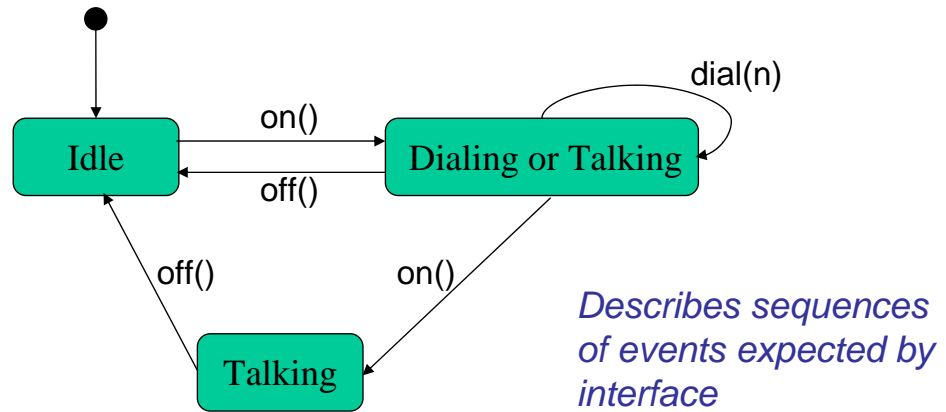 dial(n)
on()
Idle
Dialing or Talking
off()
off()
on()
Talking
Describes sequences
of events expected by
interface